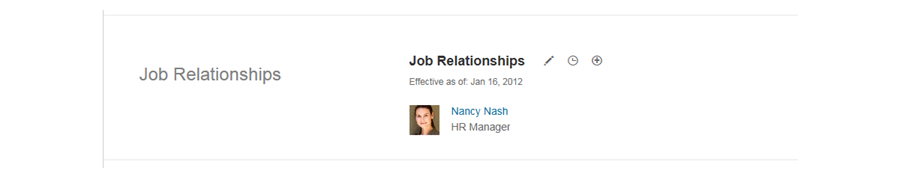 Job Relationships
Job Relationships
Effective as of: Jan 16, 2012
Nancy Nash
HR Manager